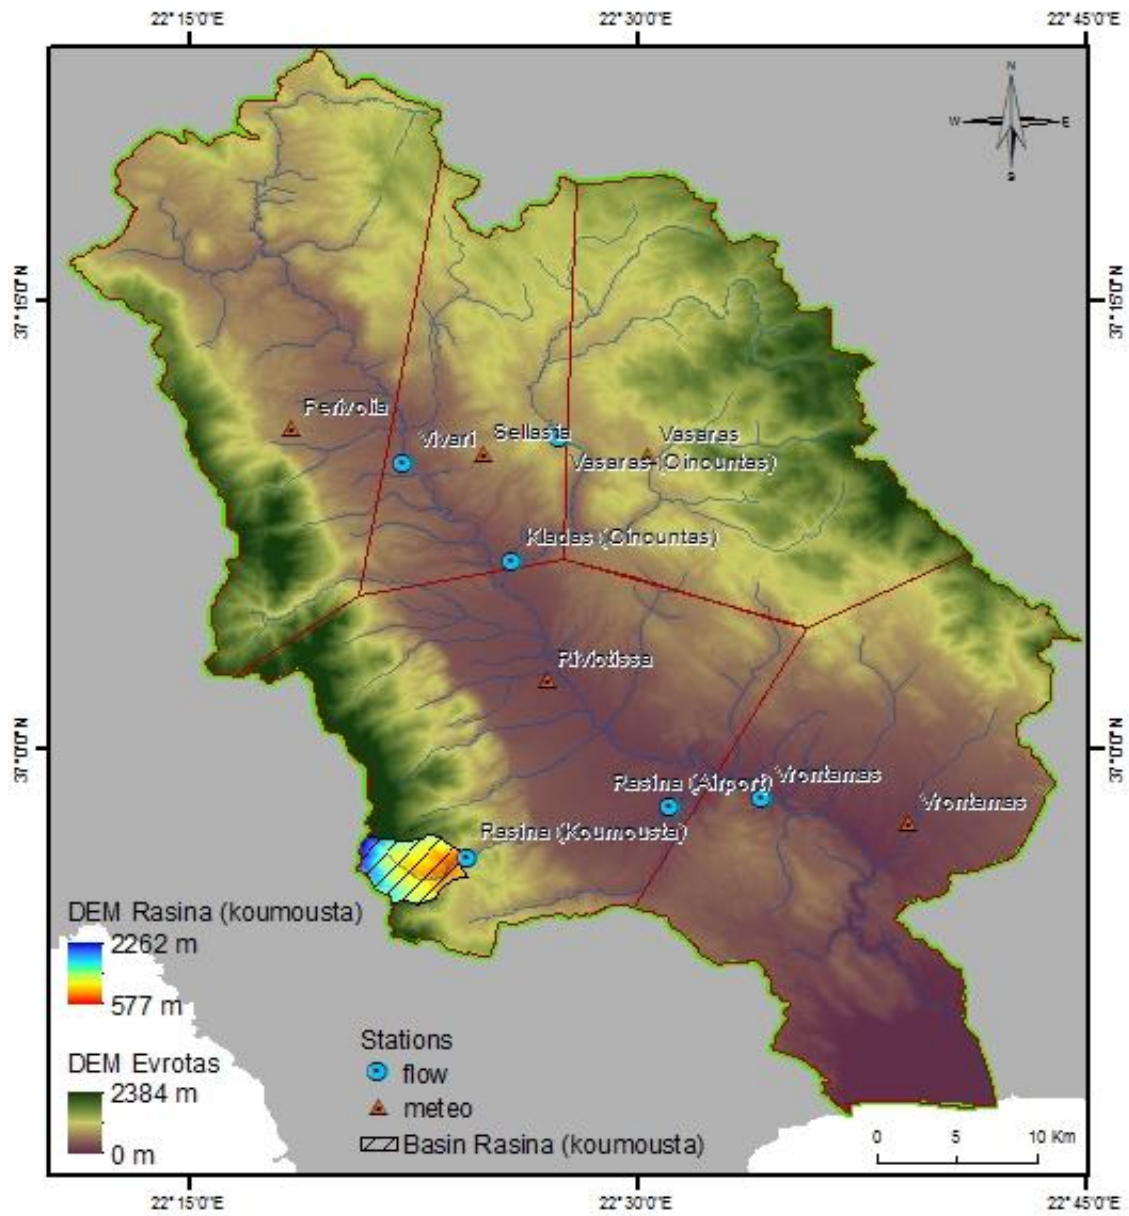 22°15'0"E
22°30'0"E
22°45'0"E
N
W
E
S
37°15'0"N
37°15'0"N
Perivolia
Vivari
Sellasia
Vasaras
Vasaras (Oinountas)
Kladas (Oinountas)
Riviotissa
37°0'0"N
37°0'0"N
Rasina (Airport)
Vrontamas
Vrontamas
Rasina (Koumousta)
DEM Rasina (koumousta)
2262 m
577 m
Stations
flow
meteo
Basin Rasina (koumousta)
DEM Evrotas
2384 m
0 m
0 5 10 Km
22°15'0"E
22°30'0"E
22°45'0"E